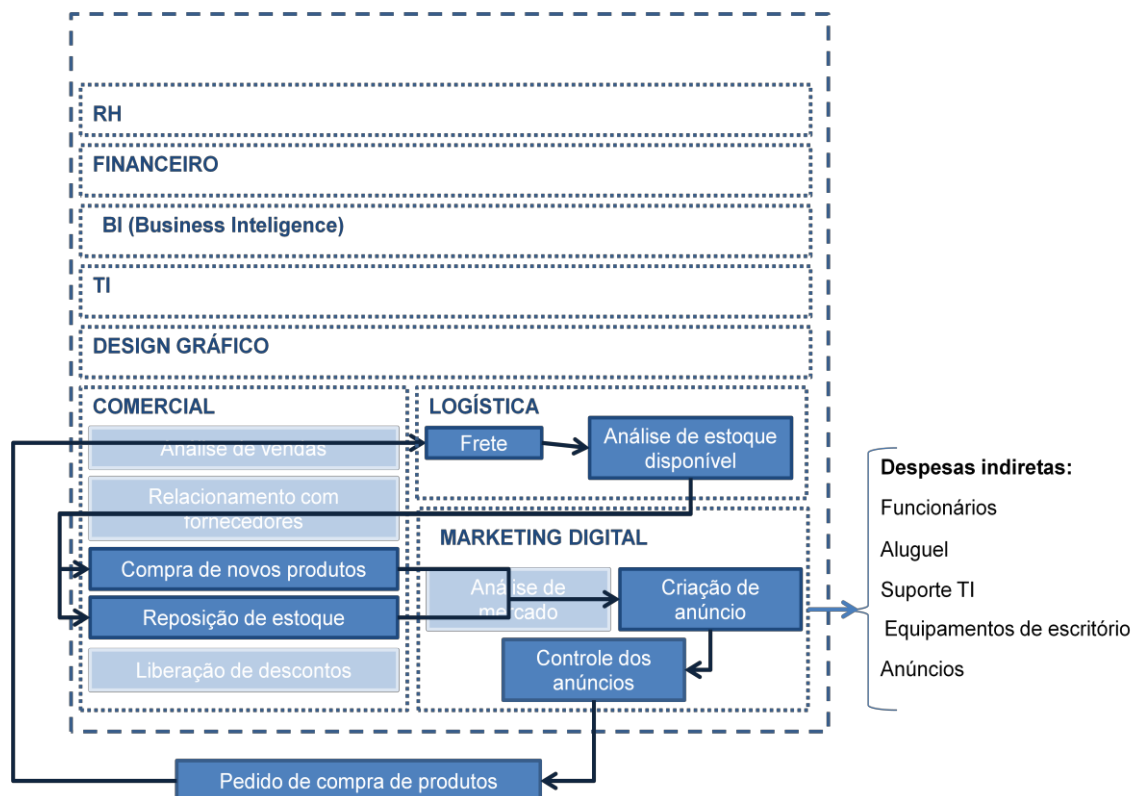 RH
FINANCEIRO
BI (Business Inteligence)
TI
DESIGN GRÁFICO
COMERCIAL
Análise de vendas
Relacionamento com
fornecedores
Compra de novos produtos
Reposição de estoque
Liberação de descontos
LOGÍSTICA
Frete
Análise de estoque
disponível
MARKETING DIGITAL
Análise de
mercado
Criação de
anúncio
Controle dos
anúncios
Pedido de compra de produtos
Despesas indiretas:
Funcionários
Aluguel
Suporte TI
Equipamentos de escritório
Anúncios